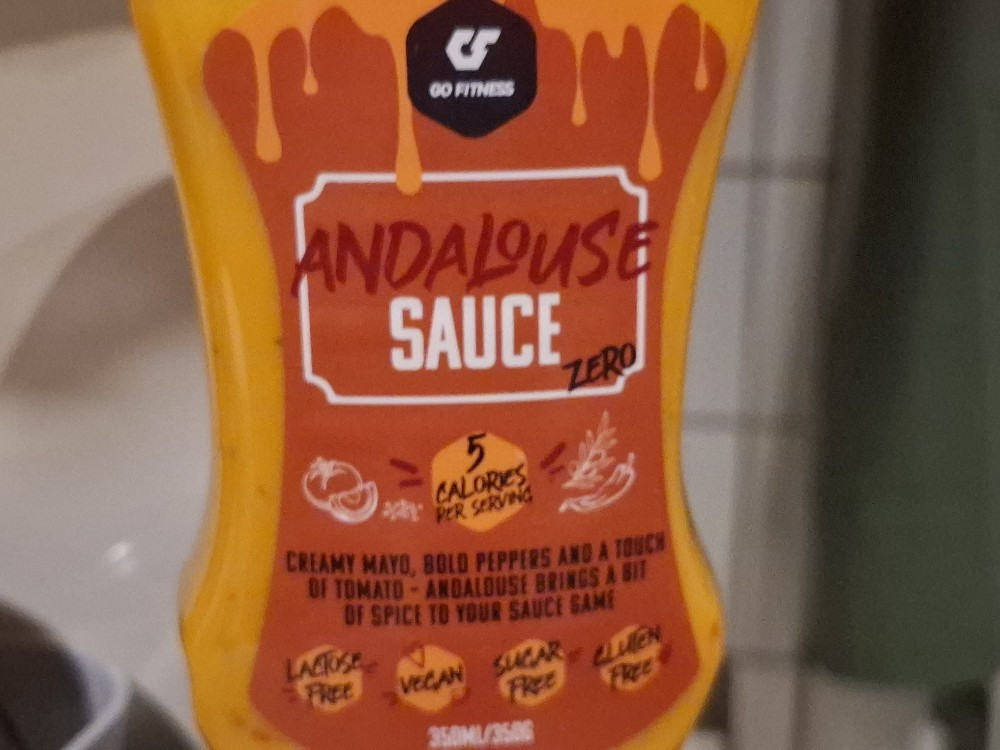 GF
GO FITNESS
ANDALOUSE
SAUCE
ZERO
5
CALORIES
PER SERVING
CREAMY MAYO, BOLD PEPPERS AND A TOUCH
OF TOMATO - ANDALOUSE BRINGS A BIT
OF SPICE TO YOUR SAUCE GAME
LACTOSE
FREE
VEGAN
SUGAR
FREE
GLUTEN
FREE
350ML/350G